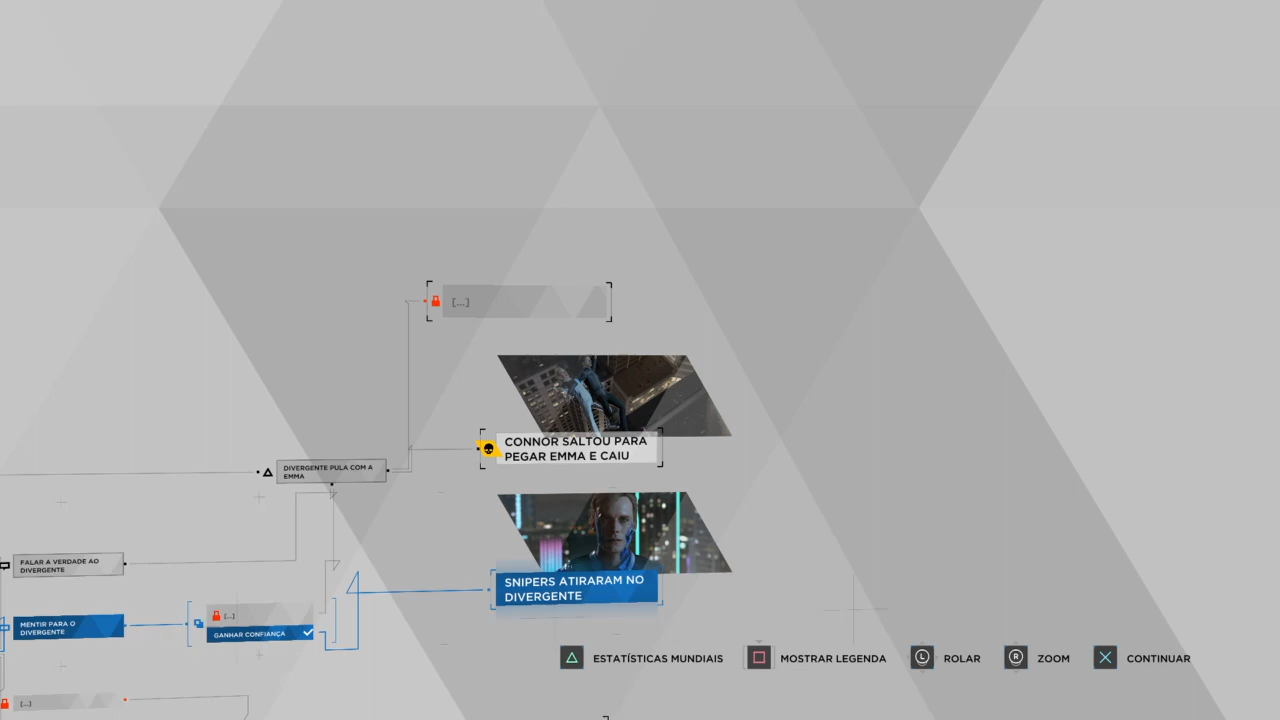 [...]
CONNOR SALTOU PARA
PEGAR EMMA E CAIU
DIVERGENTE PULA COM A
EMMA
SNIPERS ATIRARAM NO
DIVERGENTE
FALAR A VERDADE AO
DIVERGENTE
MENTIR PARA O
DIVERGENTE
[...]
GANHAR CONFIANÇA
[...]
ESTATÍSTICAS MUNDIAIS
MOSTRAR LEGENDA
L
ROLAR
R
ZOOM
CONTINUAR